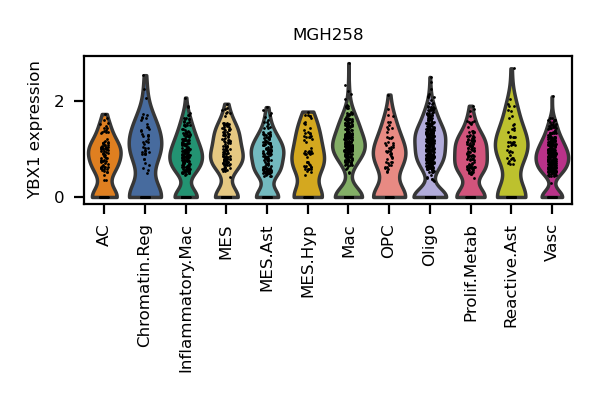 MGH258
YBX1 expression
2
0
AC
Chromatin.Reg
Inflammatory.Mac
MES
MES.Ast
MES.Hyp
Mac
OPC
Oligo
Prolif.Metab
Reactive.Ast
Vasc